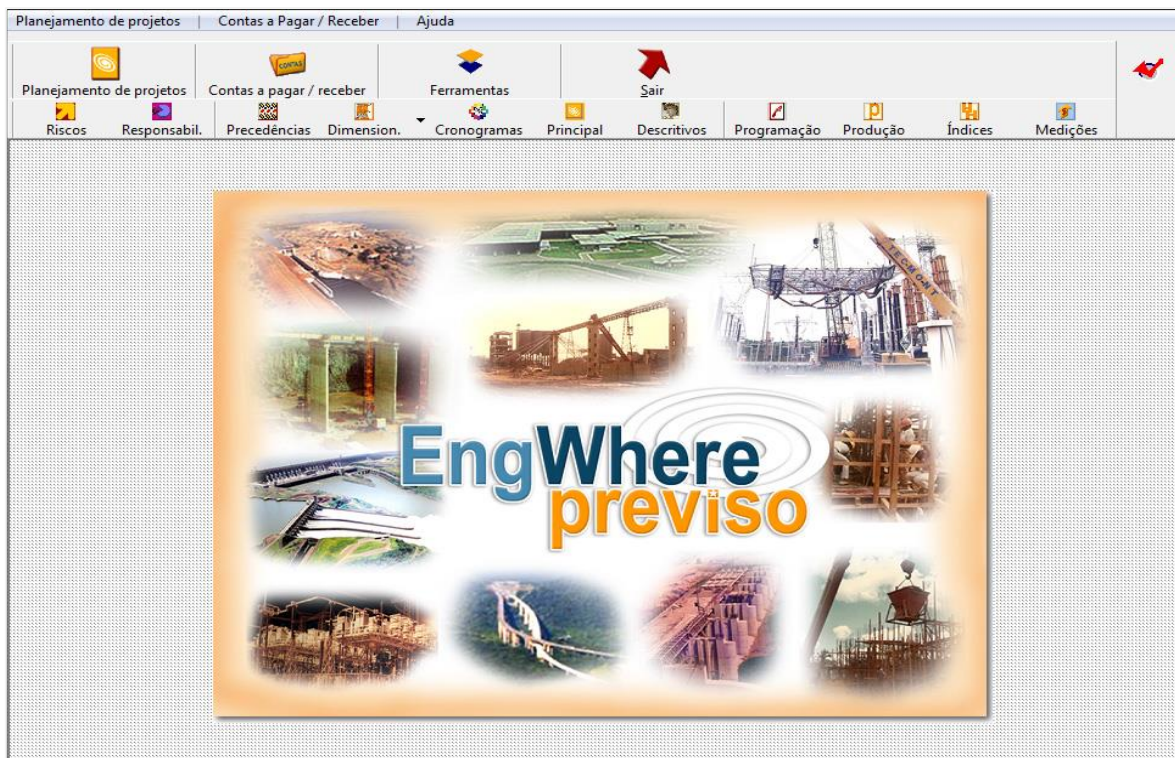 Planejamento de projetos | Contas a Pagar / Receber | Ajuda
CONTAS
Planejamento de projetos Contas a pagar / receber Ferramentas Sair
Riscos Responsabil. Precedências Dimension. Cronogramas Principal Descritivos Programação Produção Índices Medições
TECMONT
EngWhere
previso